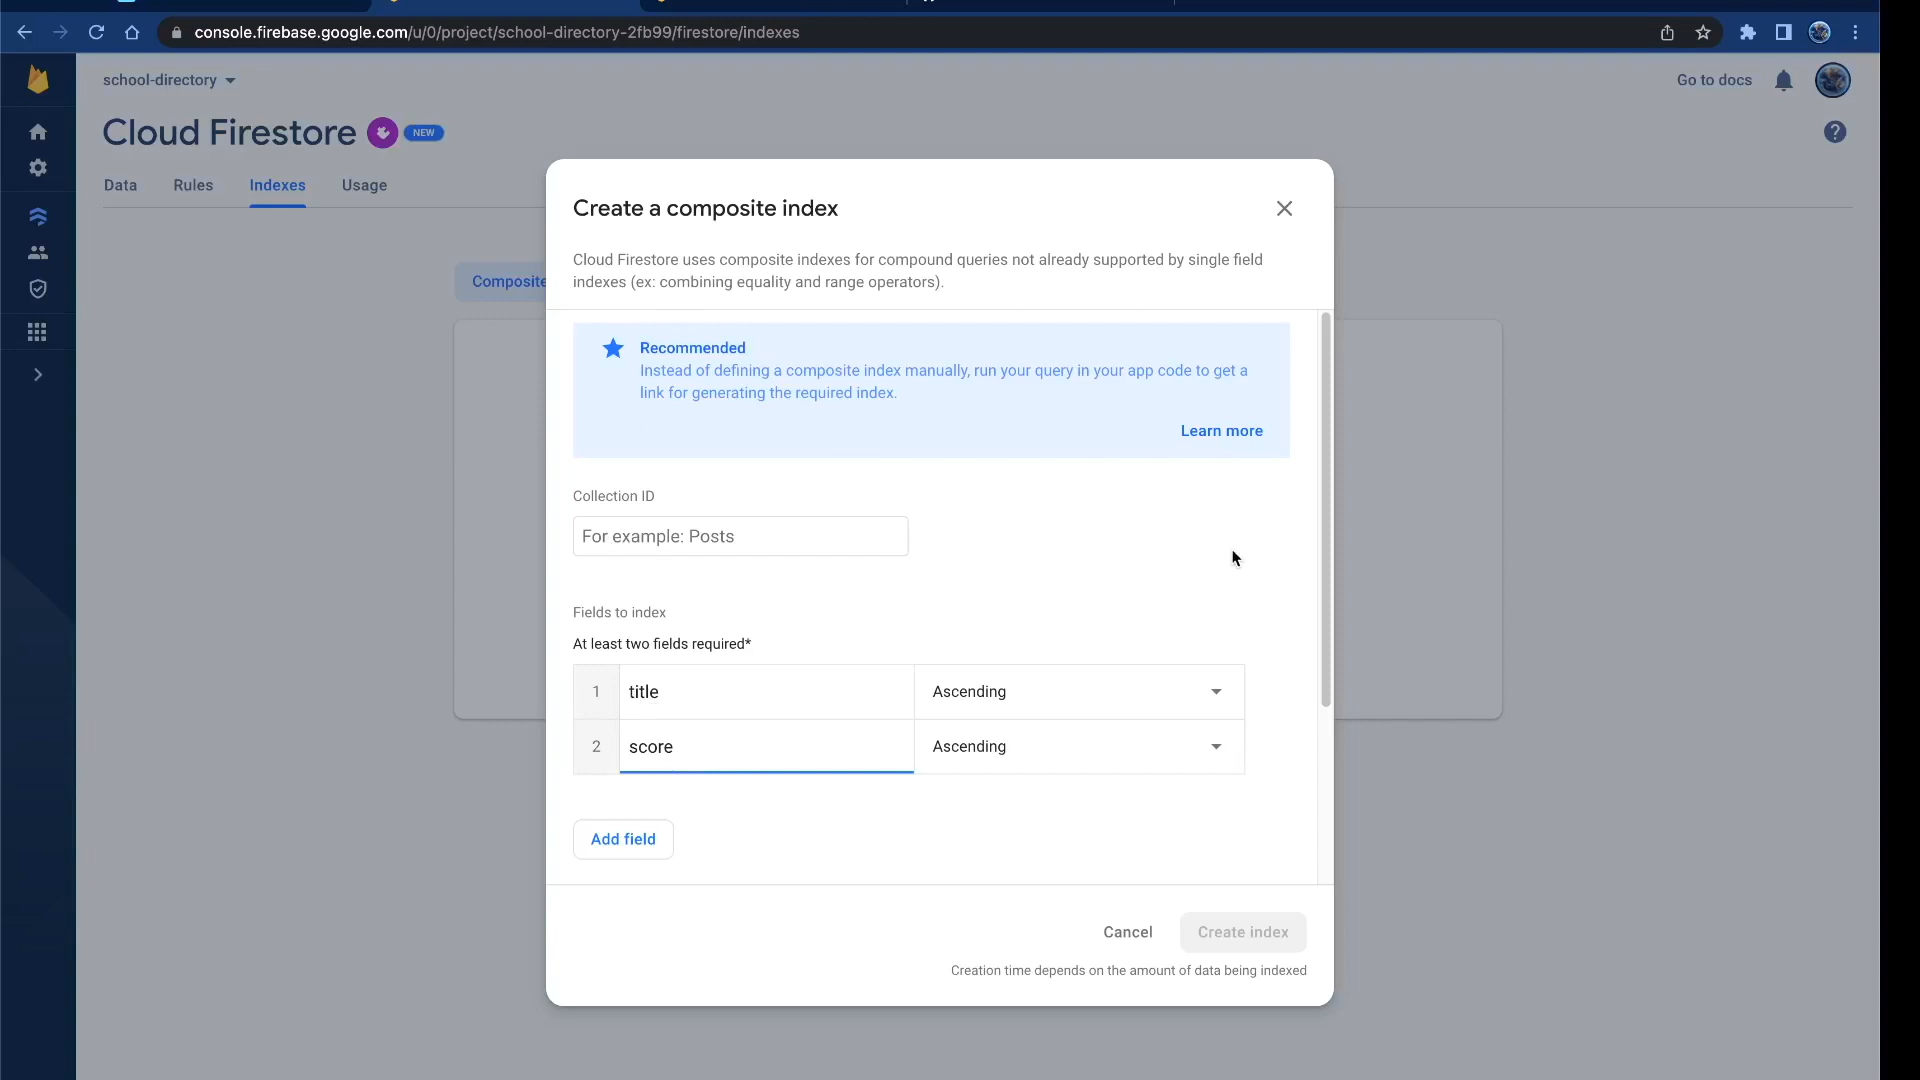 console.firebase.google.com/u/0/project/school-directory-2fb99/firestore/indexes
school-directory
Go to docs
Cloud Firestore
NEW
Data
Rules
Indexes
Usage
Composite
Create a composite index
Cloud Firestore uses composite indexes for compound queries not already supported by single field
indexes (ex: combining equality and range operators).
Recommended
Instead of defining a composite index manually, run your query in your app code to get a
link for generating the required index.
Learn more
Collection ID
For example: Posts
Fields to index
At least two fields required*
1
title
Ascending
2
score
Ascending
Add field
Cancel
Create index
Creation time depends on the amount of data being indexed